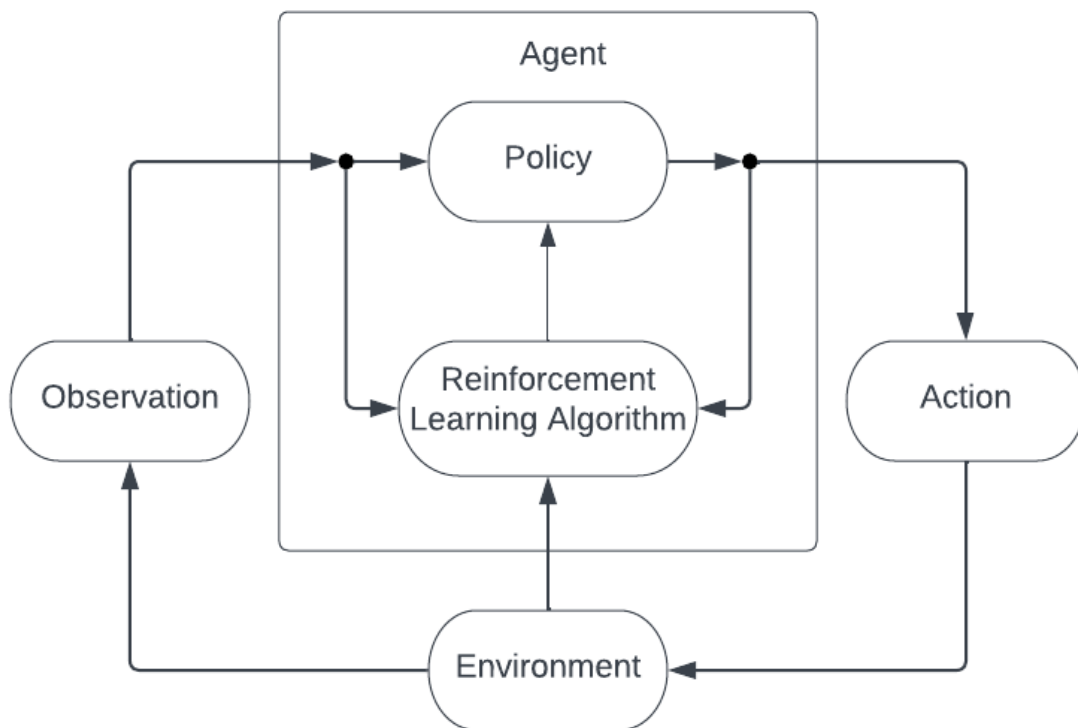 Agent
Policy
Observation
Reinforcement
Learning Algorithm
Action
Environment